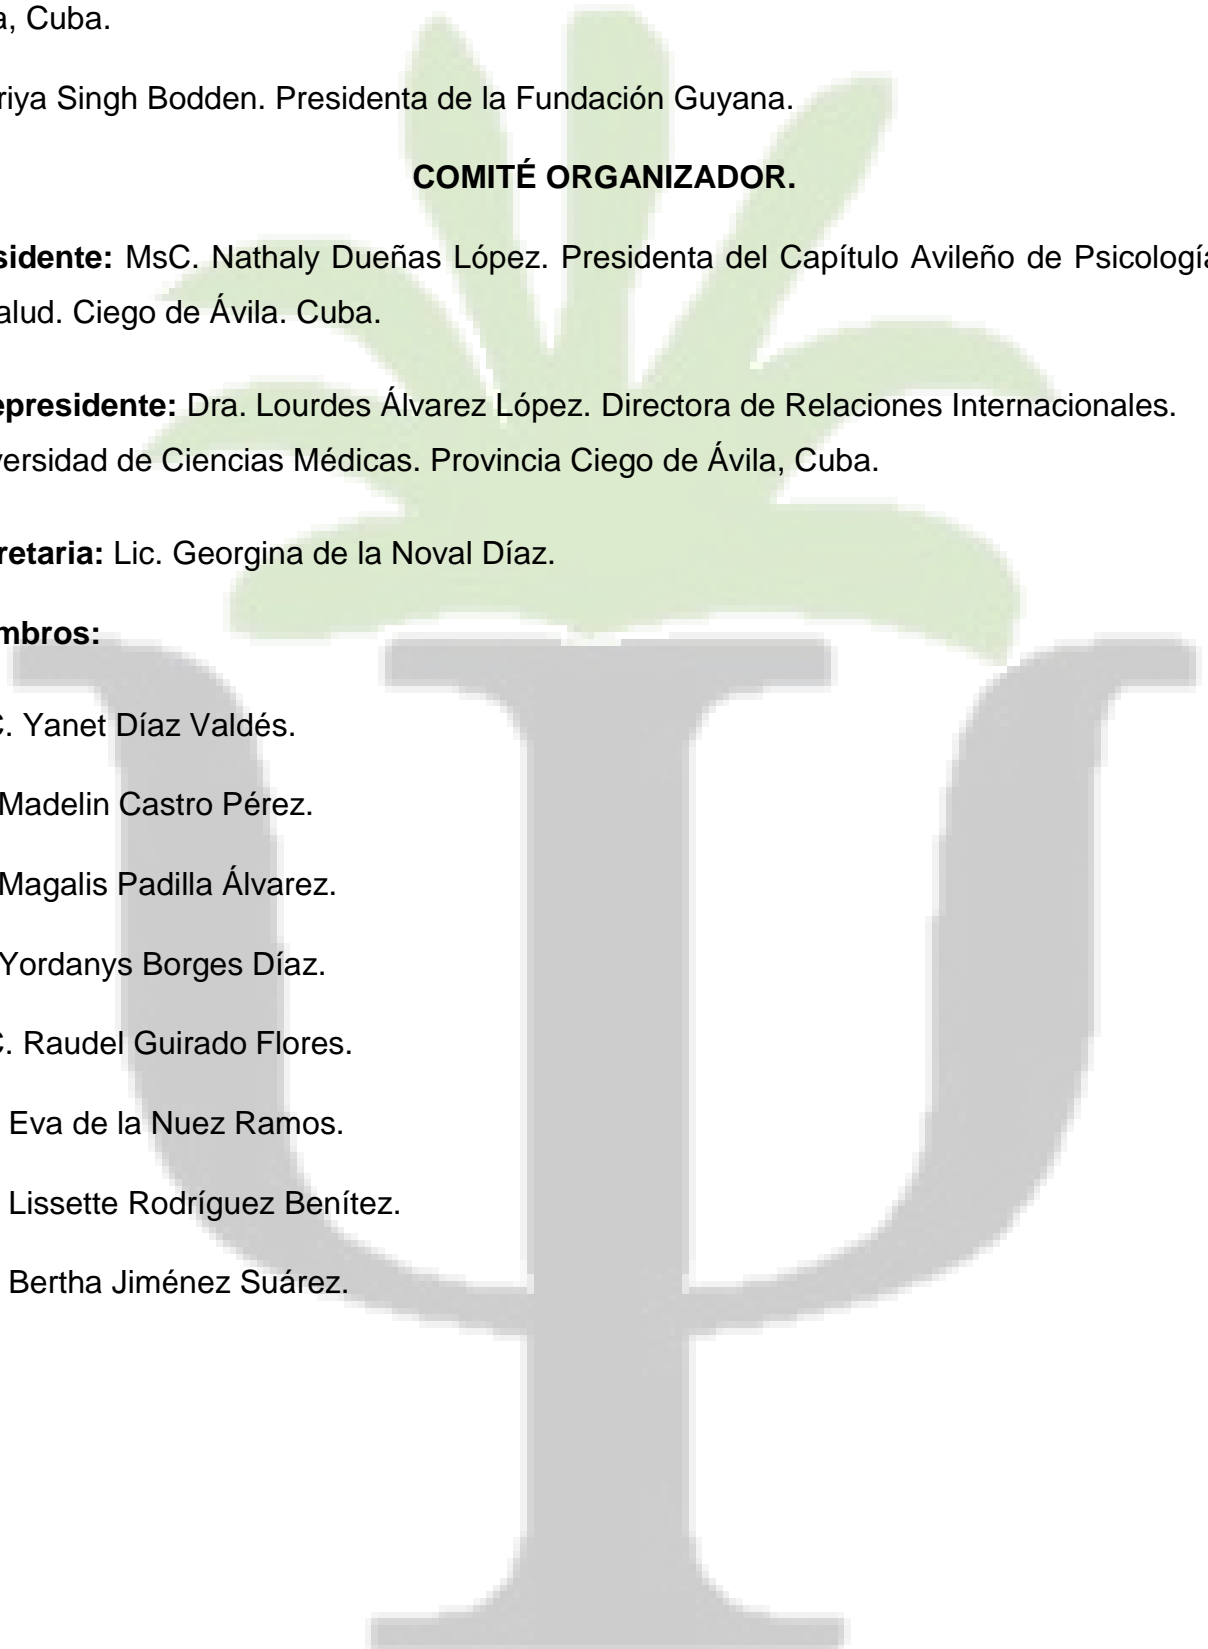 a, Cuba.
riya Singh Bodden. Presidenta de la Fundación Guyana.
COMITÉ ORGANIZADOR.
sidente: MsC. Nathaly Dueñas López. Presidenta del Capítulo Avileño de Psicología
alud. Ciego de Ávila. Cuba.
epresidente: Dra. Lourdes Álvarez López. Directora de Relaciones Internacionales.
versidad de Ciencias Médicas. Provincia Ciego de Ávila, Cuba.
retaria: Lic. Georgina de la Noval Díaz.
mbros:
C. Yanet Díaz Valdés.
Madelin Castro Pérez.
Magalis Padilla Álvarez.
Yordanys Borges Díaz.
C. Raudel Guirado Flores.
Eva de la Nuez Ramos.
Lissette Rodríguez Benítez.
Bertha Jiménez Suárez.